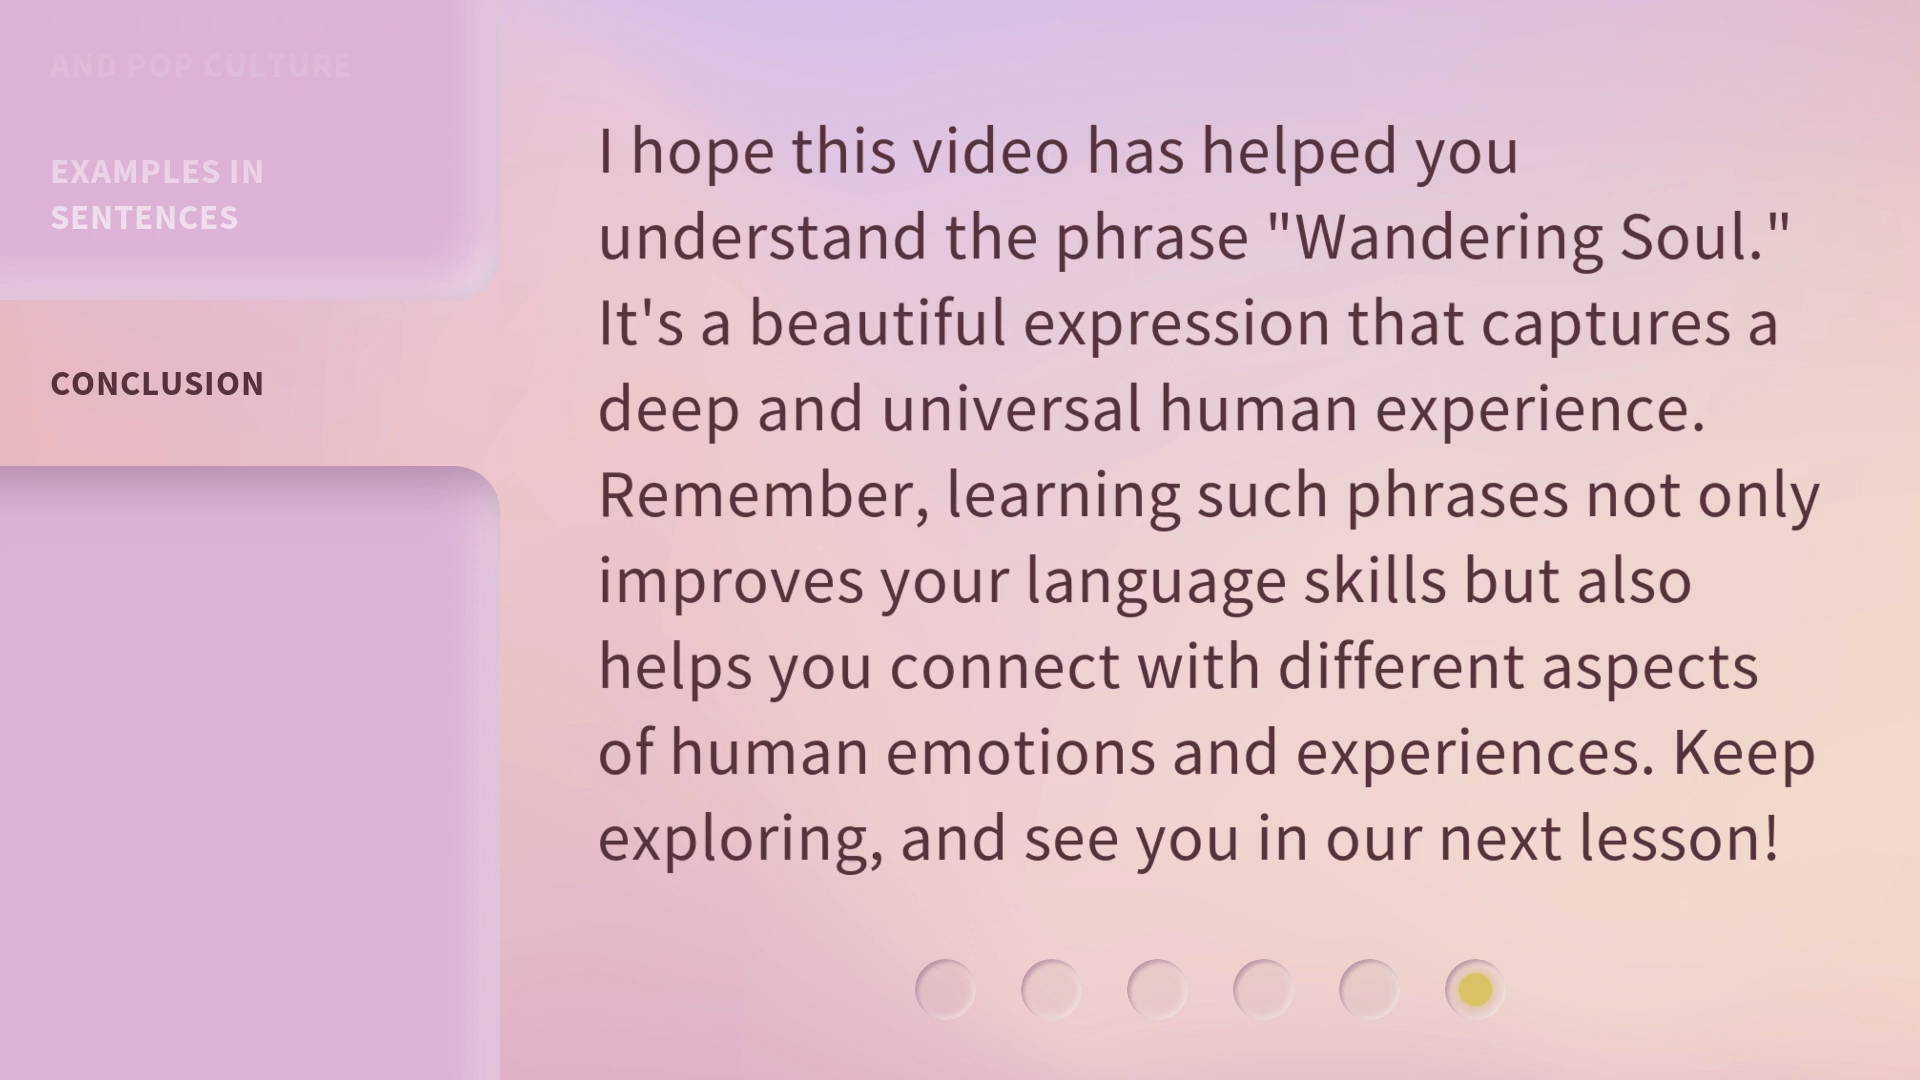 AND POP CULTURE
EXAMPLES IN
SENTENCES
CONCLUSION
I hope this video has helped you
understand the phrase "Wandering Soul."
It's a beautiful expression that captures a
deep and universal human experience.
Remember, learning such phrases not only
improves your language skills but also
helps you connect with different aspects
of human emotions and experiences. Keep
exploring, and see you in our next lesson!